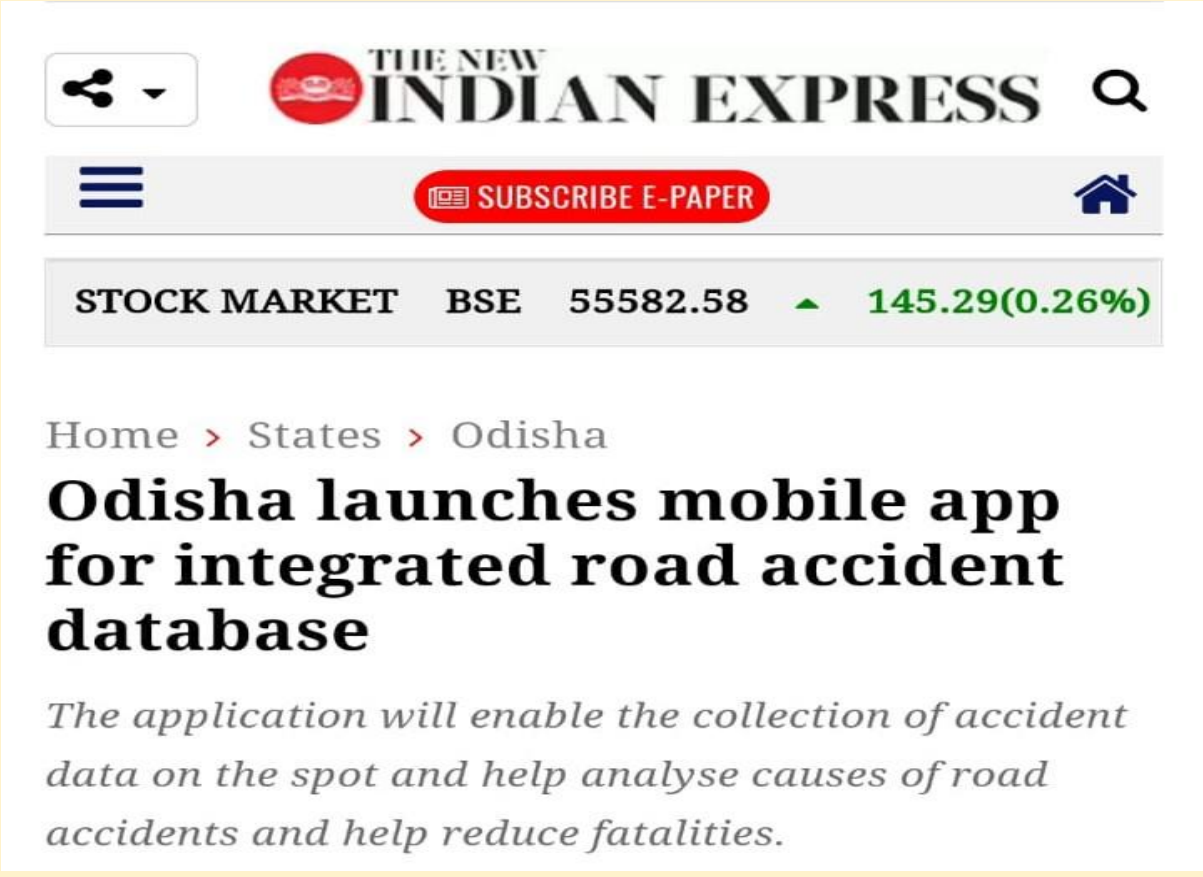 THE NEW
INDIAN EXPRESS
SUBSCRIBE E-PAPER
STOCK MARKET BSE 55582.58 145.29(0.26%)
Home > States > Odisha
Odisha launches mobile app
for integrated road accident
database
The application will enable the collection of accident
data on the spot and help analyse causes of road
accidents and help reduce fatalities.